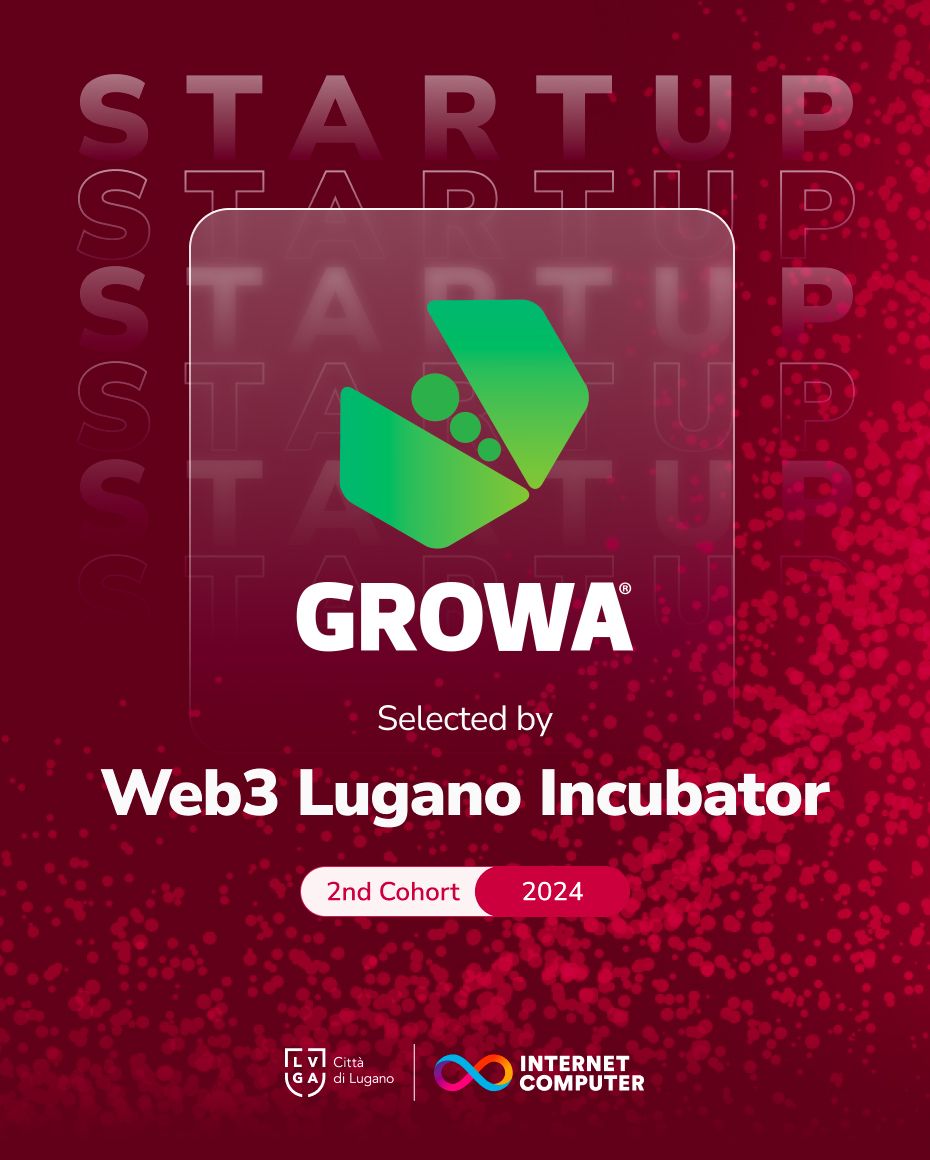 STARTUP
STARTUP
STARTUP
STARTUP
STARTUP
STARTUP
GROWA®
Selected by
Web3 Lugano Incubator
2nd Cohort 2024
LV
GA
Città
di Lugano
INTERNET
COMPUTER